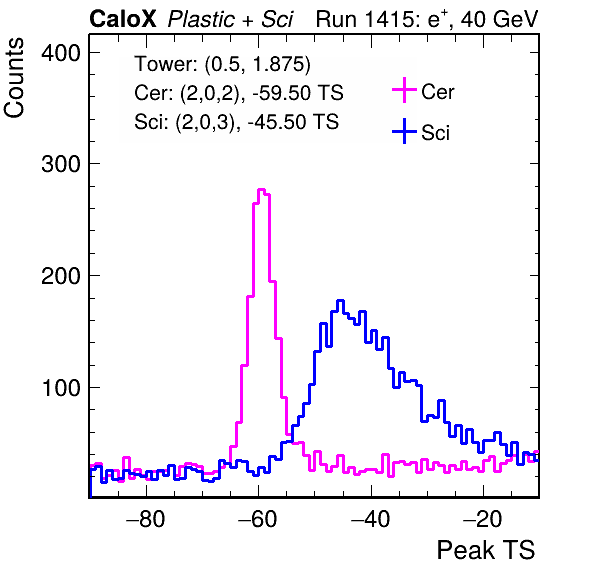 CaloX Plastic + Sci Run 1415: e+, 40 GeV
Counts
400
300
200
100
Tower: (0.5, 1.875)
Cer: (2,0,2), -59.50 TS
Sci: (2,0,3), -45.50 TS
Cer
Sci
−80 −60 −40 −20
Peak TS